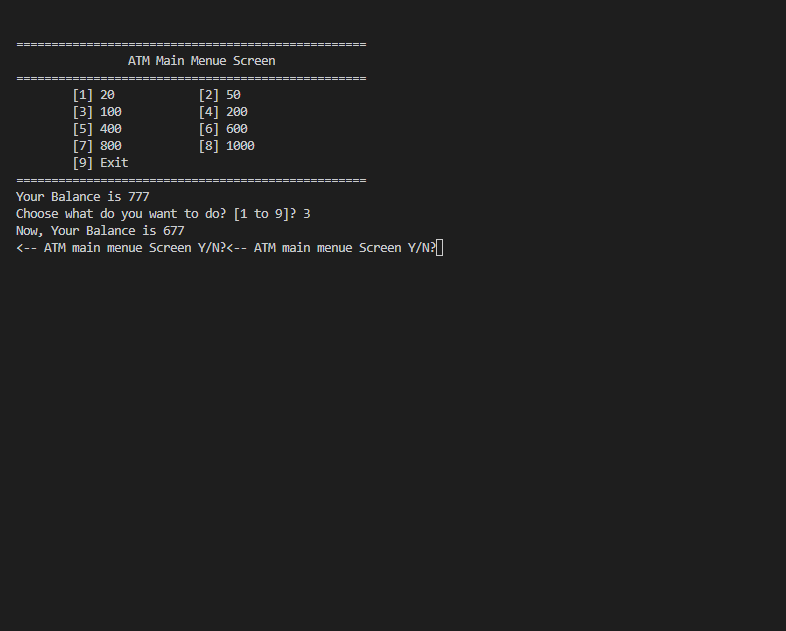 ==================================================
ATM Main Menue Screen
==================================================
[1] 20 [2] 50
[3] 100 [4] 200
[5] 400 [6] 600
[7] 800 [8] 1000
[9] Exit
==================================================
Your Balance is 777
Choose what do you want to do? [1 to 9]? 3
Now, Your Balance is 677
<-- ATM main menue Screen Y/N?<-- ATM main menue Screen Y/N?